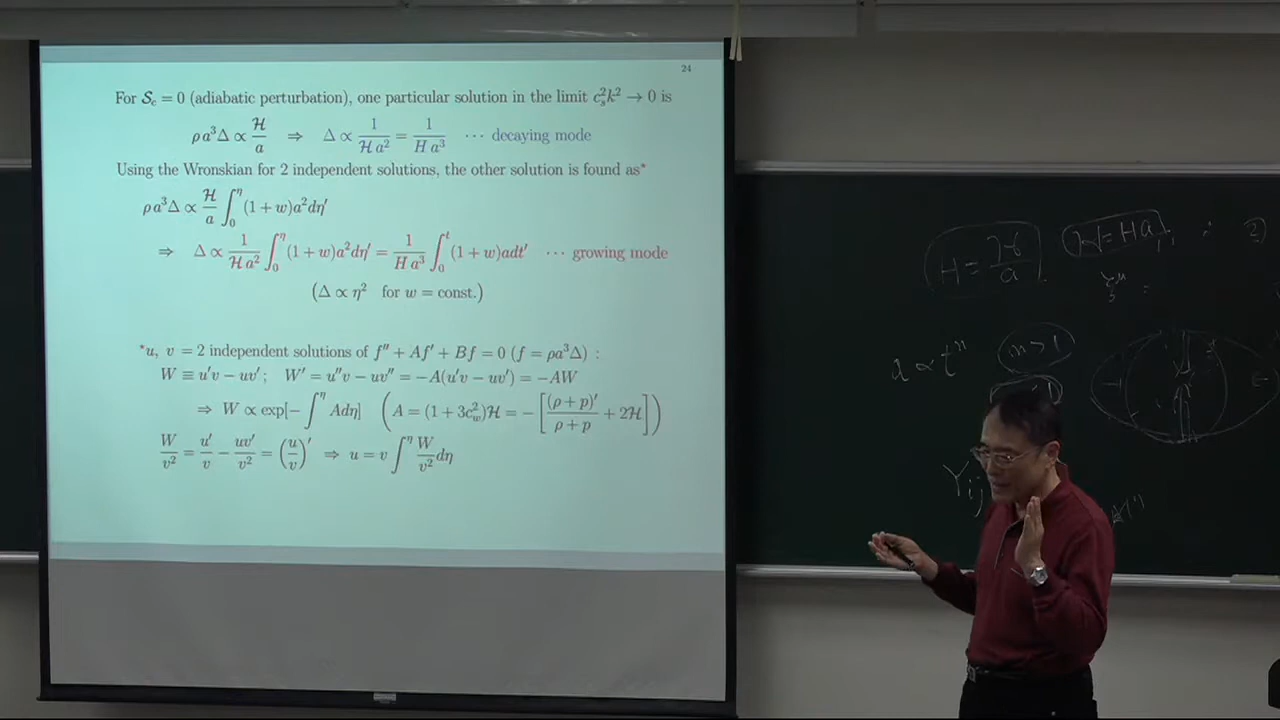 24
For 𝒮ₑ = 0 (adiabatic perturbation), one particular solution in the limit c_s²k² → 0 is
ρa³Δ ∝ ℋ/a ⇒ Δ ∝ 1/(ℋa²) = 1/(Ha³) ··· decaying mode
Using the Wronskian for 2 independent solutions, the other solution is found as*
ρa³Δ ∝ ℋ/a ∫₀^η (1 + w)a²dη′
⇒ Δ ∝ 1/(ℋa²) ∫₀^η (1 + w)a²dη′ = 1/(Ha³) ∫₀^t (1 + w)adt′ ··· growing mode
(Δ ∝ η² for w = const.)
*u, v = 2 independent solutions of f″ + Af′ + Bf = 0 (f = ρa³Δ) :
W ≡ u′v − uv′ ; W′ = u″v − uv″ = −A(u′v − uv′) = −AW
⇒ W ∝ exp[−∫^η Adη] (A = (1 + 3c_w²)ℋ = −[(ρ + p)′/(ρ + p) + 2ℋ])
W/v² = u′/v − uv′/v² = (u/v)′ ⇒ u = v ∫^η W/v² dη
H = ℋ/a
ℋ = Ha
a ∝ tⁿ
n > 1
Y_ij